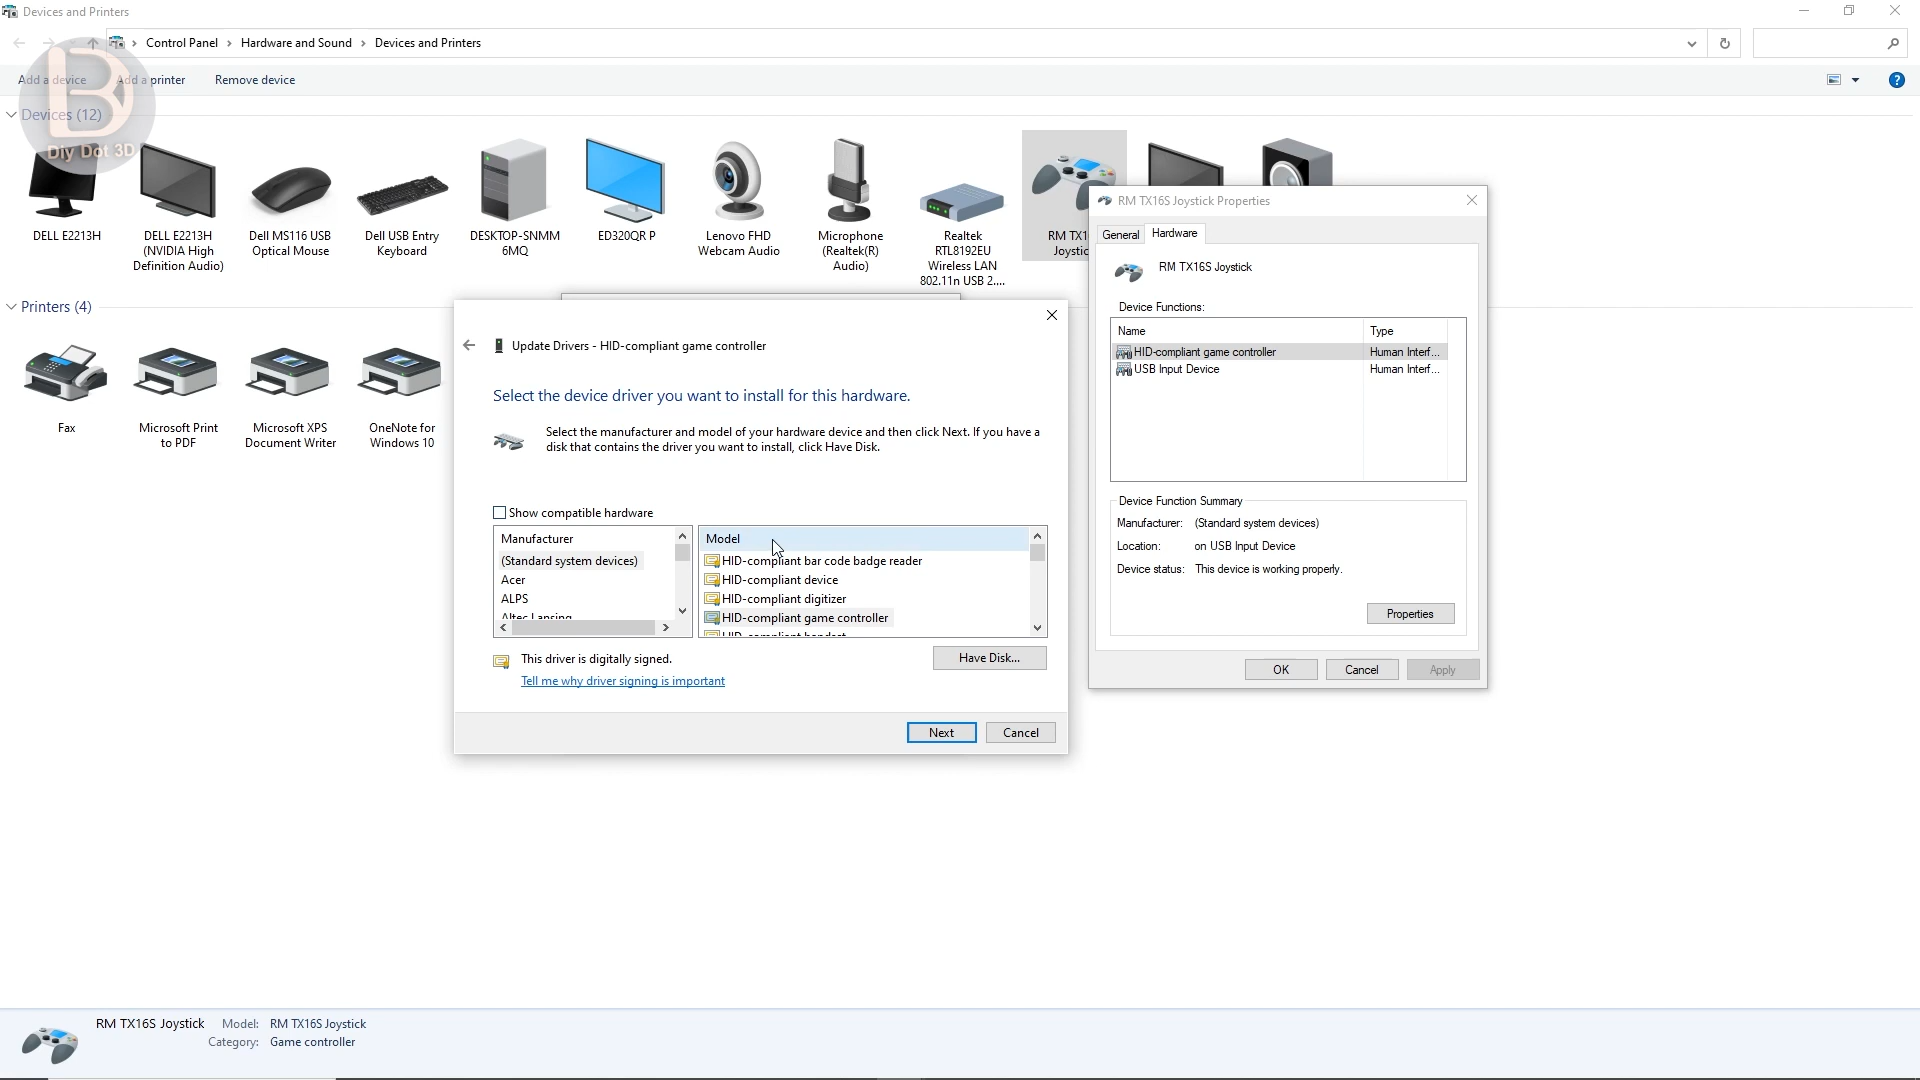 Devices and Printers
Control Panel > Hardware and Sound > Devices and Printers
Add a device Add a printer Remove device
Devices (12)
Diy Dot 3D
DELL E2213H
DELL E2213H
(NVIDIA High
Definition Audio)
Dell MS116 USB
Optical Mouse
Dell USB Entry
Keyboard
DESKTOP-SNMM
6MQ
ED320QR P
Lenovo FHD
Webcam Audio
Microphone
(Realtek(R)
Audio)
Realtek
RTL8192EU
Wireless LAN
802.11n USB 2....
RM TX1
Joystic
Printers (4)
Fax
Microsoft Print
to PDF
Microsoft XPS
Document Writer
OneNote for
Windows 10
Update Drivers - HID-compliant game controller
Select the device driver you want to install for this hardware.
Select the manufacturer and model of your hardware device and then click Next. If you have a
disk that contains the driver you want to install, click Have Disk.
Show compatible hardware
Manufacturer
(Standard system devices)
Acer
ALPS
Altec Lansing
Model
HID-compliant bar code badge reader
HID-compliant device
HID-compliant digitizer
HID-compliant game controller
HID-compliant headset
This driver is digitally signed.
Have Disk...
Tell me why driver signing is important
Next Cancel
RM TX16S Joystick Properties
General Hardware
RM TX16S Joystick
Device Functions:
Name Type
HID-compliant game controller Human Interf...
USB Input Device Human Interf...
Device Function Summary
Manufacturer: (Standard system devices)
Location: on USB Input Device
Device status: This device is working properly.
Properties
OK Cancel Apply
RM TX16S Joystick Model: RM TX16S Joystick
Category: Game controller